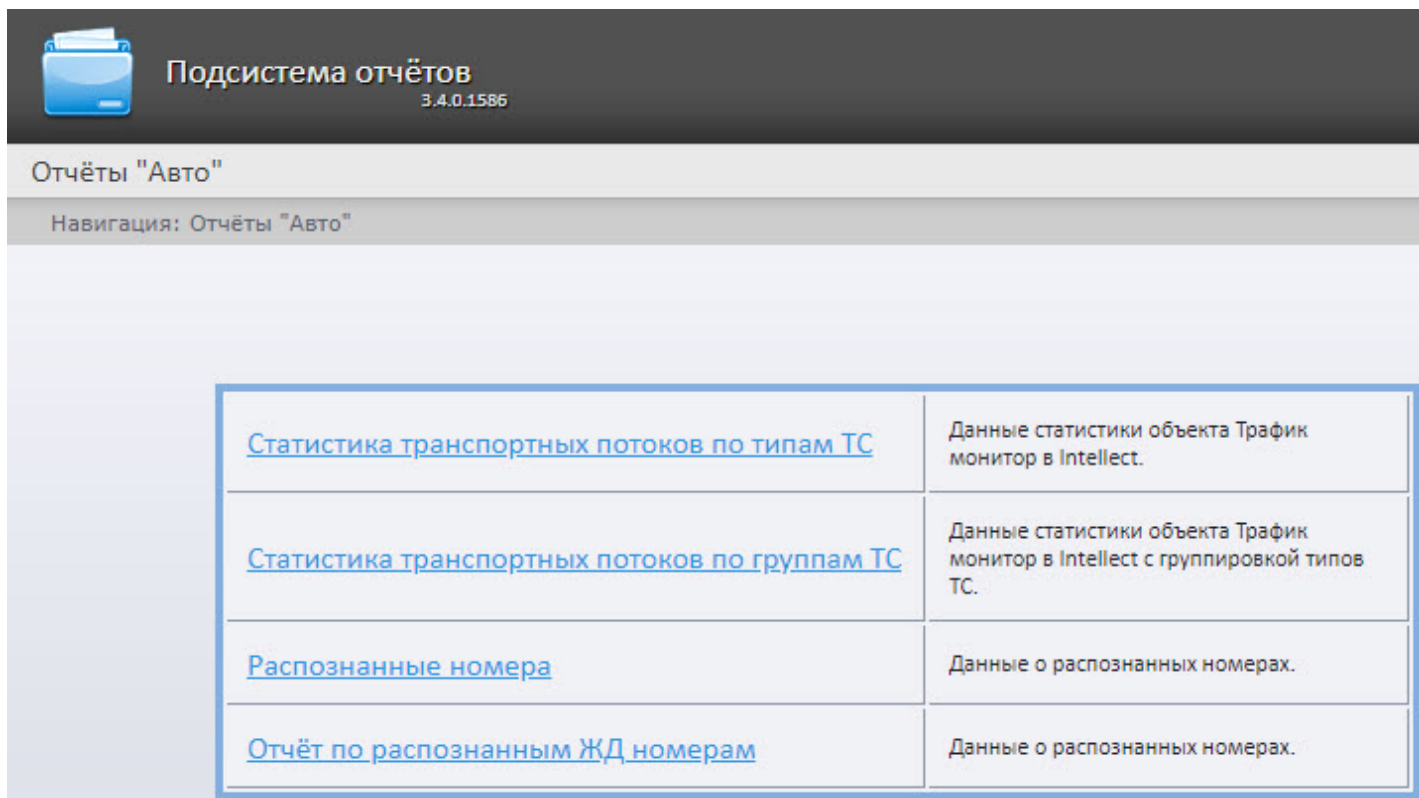 Подсистема отчётов
3.4.0.1586
Отчёты "Авто"
Навигация: Отчёты "Авто"
Статистика транспортных потоков по типам ТС
Данные статистики объекта Трафик
монитор в Intellect.
Статистика транспортных потоков по группам ТС
Данные статистики объекта Трафик
монитор в Intellect с группировкой типов
ТС.
Распознанные номера
Данные о распознанных номерах.
Отчёт по распознанным ЖД номерам
Данные о распознанных номерах.